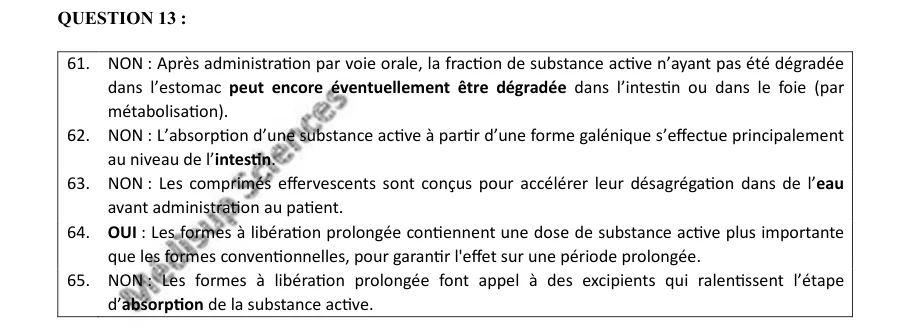 QUESTION 13 :
61. NON : Après administration par voie orale, la fraction de substance active n’ayant pas été dégradée
dans l’estomac peut encore éventuellement être dégradée dans l’intestin ou dans le foie (par
métabolisation).
62. NON : L’absorption d’une substance active à partir d’une forme galénique s’effectue principalement
au niveau de l’intestin.
63. NON : Les comprimés effervescents sont conçus pour accélérer leur désagrégation dans de l’eau
avant administration au patient.
64. OUI : Les formes à libération prolongée contiennent une dose de substance active plus importante
que les formes conventionnelles, pour garantir l'effet sur une période prolongée.
65. NON : Les formes à libération prolongée font appel à des excipients qui ralentissent l’étape
d’absorption de la substance active.
Médisup Sciences